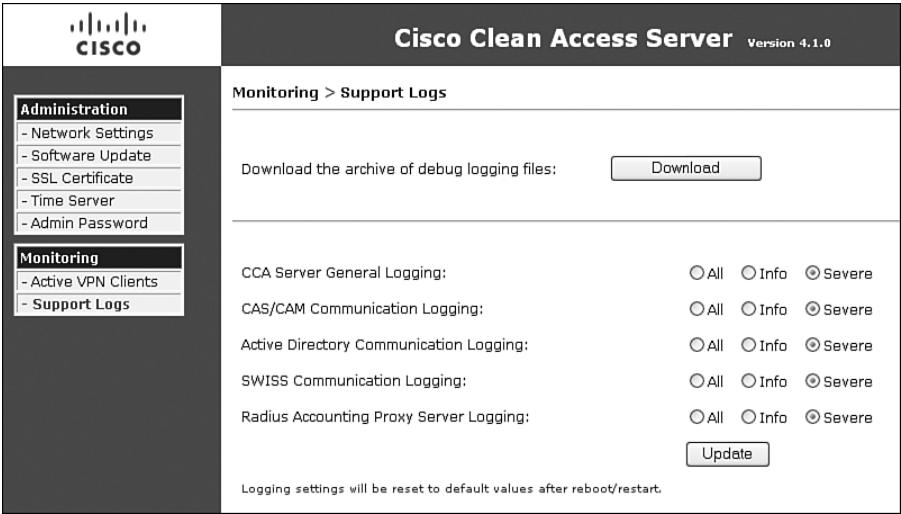 CISCO
Cisco Clean Access Server Version 4.1.0
Administration
- Network Settings
- Software Update
- SSL Certificate
- Time Server
- Admin Password
Monitoring
- Active VPN Clients
- Support Logs
Monitoring > Support Logs
Download the archive of debug logging files: Download
CCA Server General Logging: All Info Severe
CAS/CAM Communication Logging: All Info Severe
Active Directory Communication Logging: All Info Severe
SWISS Communication Logging: All Info Severe
Radius Accounting Proxy Server Logging: All Info Severe
Update
Logging settings will be reset to default values after reboot/restart.